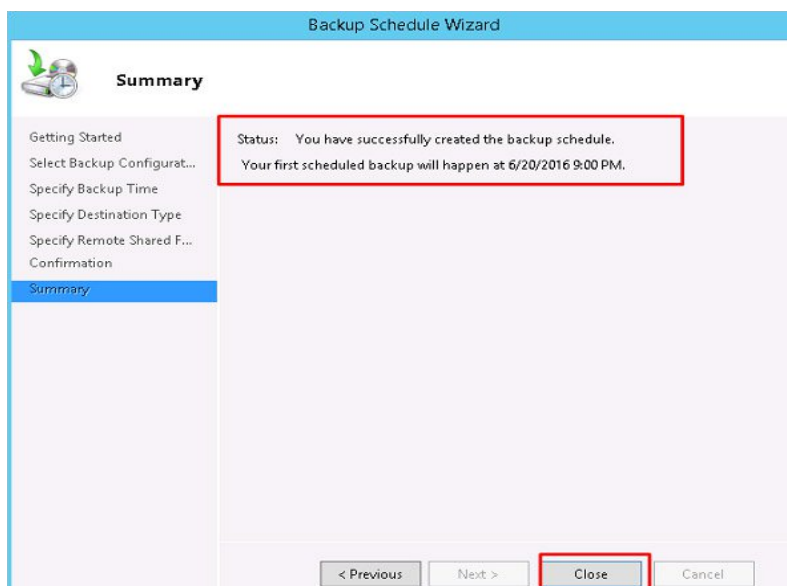 Backup Schedule Wizard
Summary
Getting Started
Select Backup Configurat...
Specify Backup Time
Specify Destination Type
Specify Remote Shared F...
Confirmation
Summary
Status: You have successfully created the backup schedule.
Your first scheduled backup will happen at 6/20/2016 9:00 PM.
< Previous Next > Close Cancel